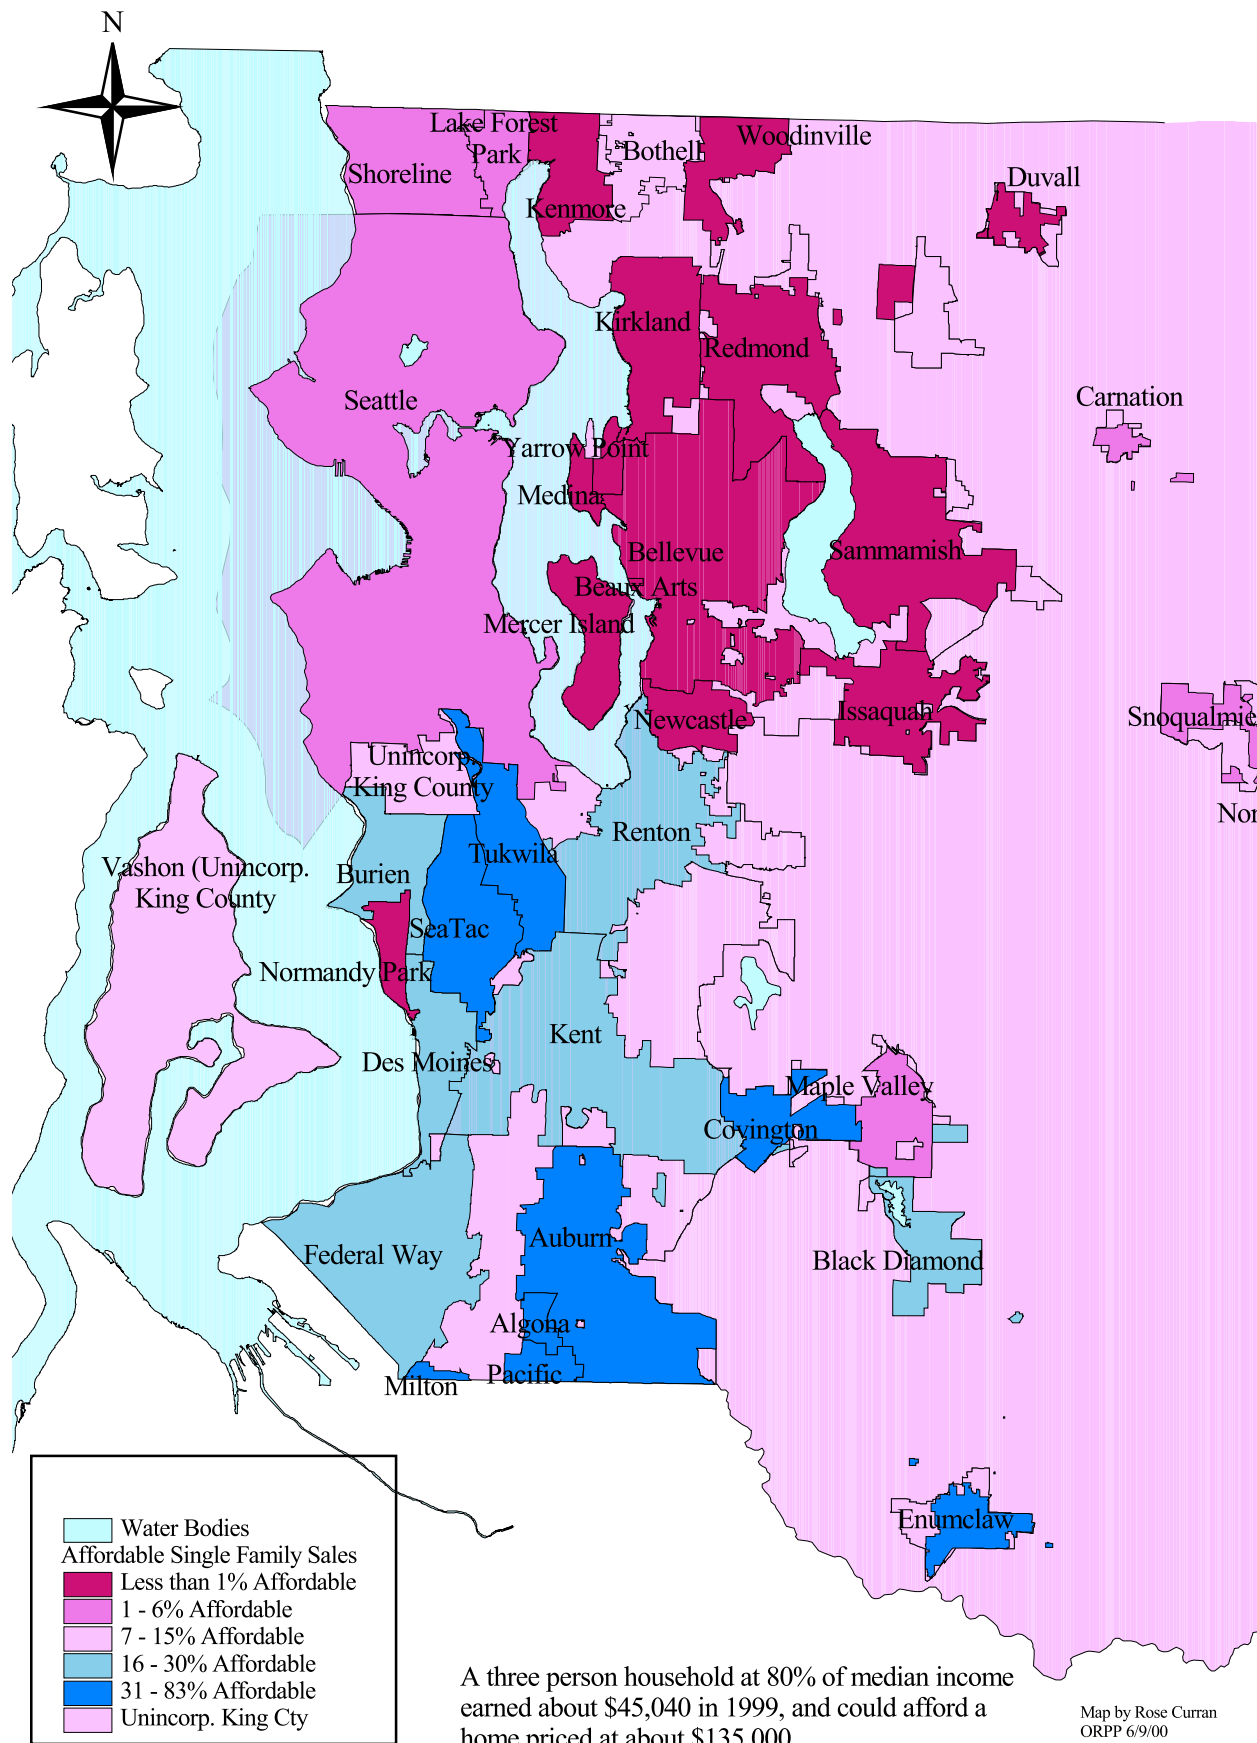 N
Lake Forest
Park
Shoreline
Kenmore
Bothell
Woodinville
Duvall
Kirkland
Redmond
Seattle
Carnation
Yarrow Point
Medina
Bellevue
Sammamish
Beaux Arts
Mercer Island
Newcastle
Issaquah
Snoqualmie
Unincorp.
King County
Nor
Renton
Tukwila
Vashon (Unincorp.
King County
Burien
SeaTac
Normandy Park
Kent
Des Moines
Maple Valley
Covington
Auburn
Federal Way
Black Diamond
Algona
Pacific
Milton
Enumclaw
Water Bodies
Affordable Single Family Sales
Less than 1% Affordable
1 - 6% Affordable
7 - 15% Affordable
16 - 30% Affordable
31 - 83% Affordable
Unincorp. King Cty
A three person household at 80% of median income
earned about $45,040 in 1999, and could afford a
home priced at about $135,000
Map by Rose Curran
ORPP 6/9/00